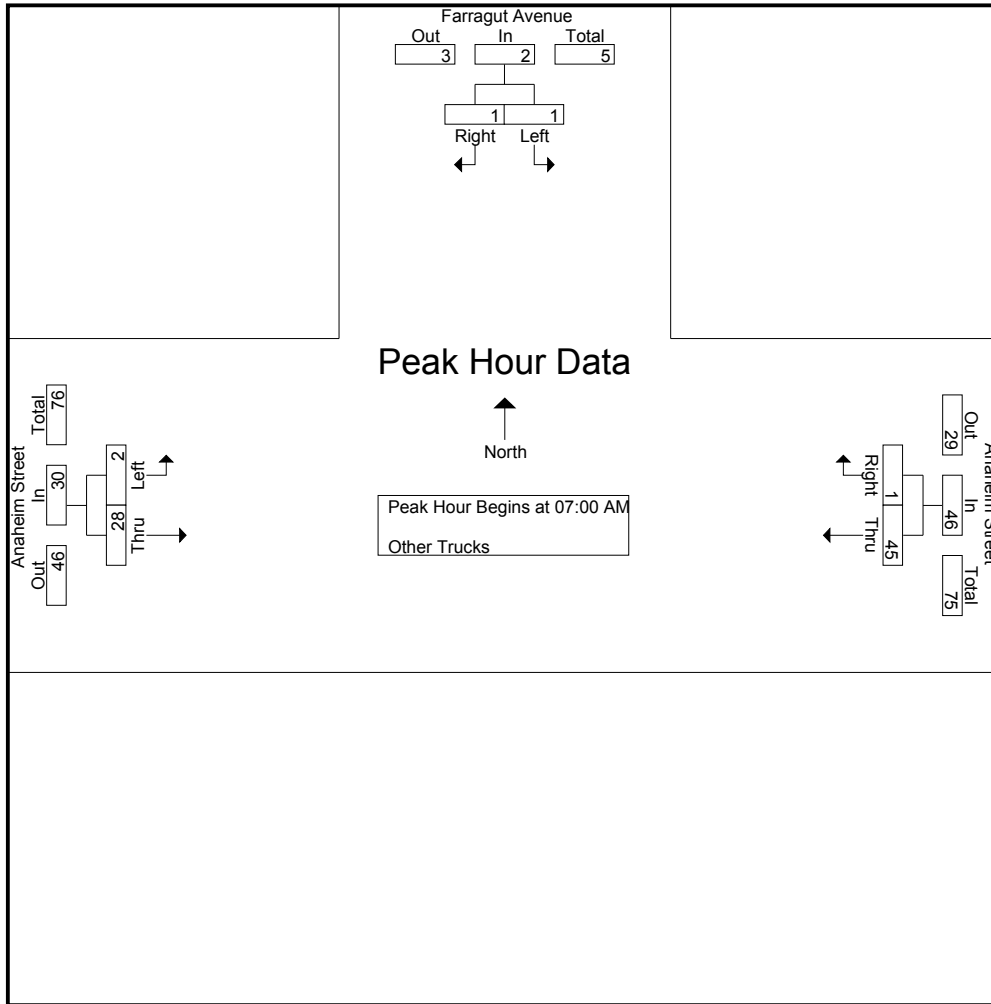 Farragut Avenue
Out In Total
3 2 5
1 1
Right Left
Peak Hour Data
North
Peak Hour Begins at 07:00 AM
Other Trucks
Anaheim Street
Total In Out
76 30 46
2 28
Left Thru
Anaheim Street
Out In Total
29 46 75
1 45
Right Thru